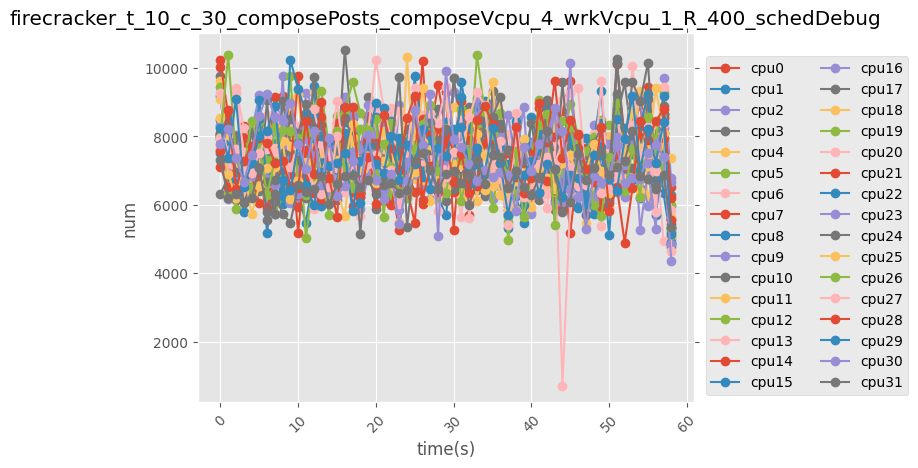 firecracker_t_10_c_30_composePosts_composeVcpu_4_wrkVcpu_1_R_400_schedDebug
num
10000
8000
6000
4000
2000
0
10
20
30
40
50
60
time(s)
cpu0
cpu1
cpu2
cpu3
cpu4
cpu5
cpu6
cpu7
cpu8
cpu9
cpu10
cpu11
cpu12
cpu13
cpu14
cpu15
cpu16
cpu17
cpu18
cpu19
cpu20
cpu21
cpu22
cpu23
cpu24
cpu25
cpu26
cpu27
cpu28
cpu29
cpu30
cpu31